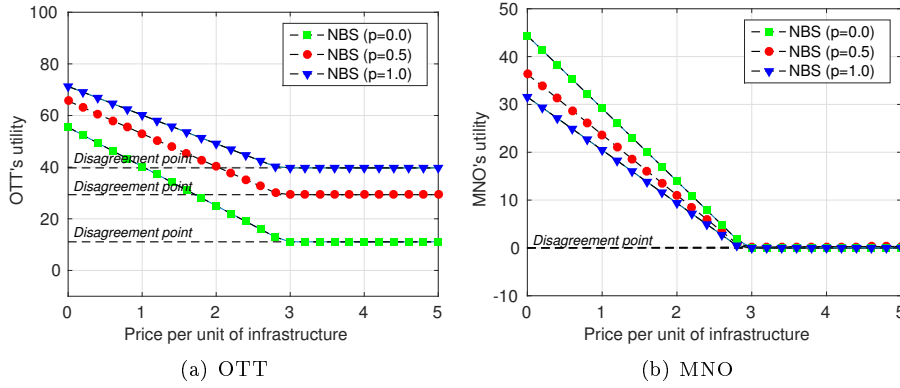 100
80
60
40
20
0
OTT's utility
NBS (p=0.0)
NBS (p=0.5)
NBS (p=1.0)
Disagreement point
Disagreement point
Disagreement point
0 1 2 3 4 5
Price per unit of infrastructure
(a) OTT
50
40
30
20
10
0
-10
MNO's utility
NBS (p=0.0)
NBS (p=0.5)
NBS (p=1.0)
Disagreement point
0 1 2 3 4 5
Price per unit of infrastructure
(b) MNO